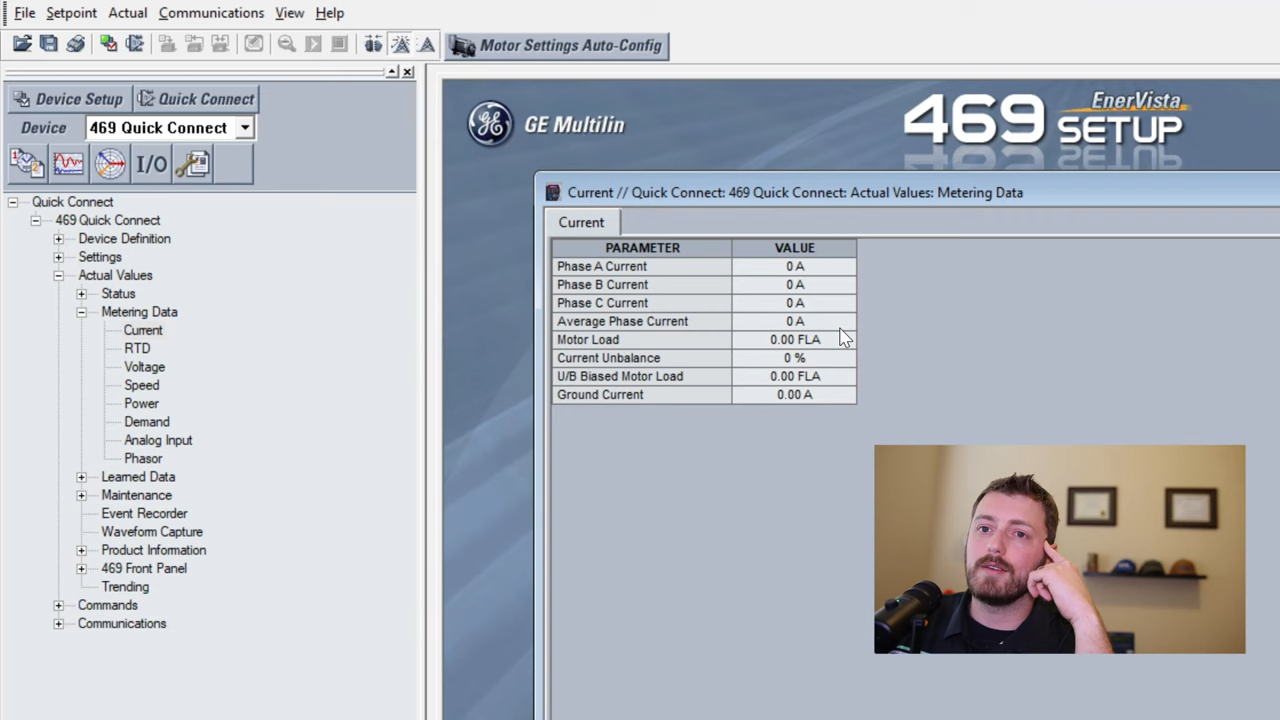 File Setpoint Actual Communications View Help
Motor Settings Auto-Config
Device Setup Quick Connect
Device 469 Quick Connect
I/O
Quick Connect
469 Quick Connect
Device Definition
Settings
Actual Values
Status
Metering Data
Current
RTD
Voltage
Speed
Power
Demand
Analog Input
Phasor
Learned Data
Maintenance
Event Recorder
Waveform Capture
Product Information
469 Front Panel
Trending
Commands
Communications
GE Multilin
469 EnerVista
SETUP
Current // Quick Connect: 469 Quick Connect: Actual Values: Metering Data
Current
PARAMETER VALUE
Phase A Current 0 A
Phase B Current 0 A
Phase C Current 0 A
Average Phase Current 0 A
Motor Load 0.00 FLA
Current Unbalance 0 %
U/B Biased Motor Load 0.00 FLA
Ground Current 0.00 A